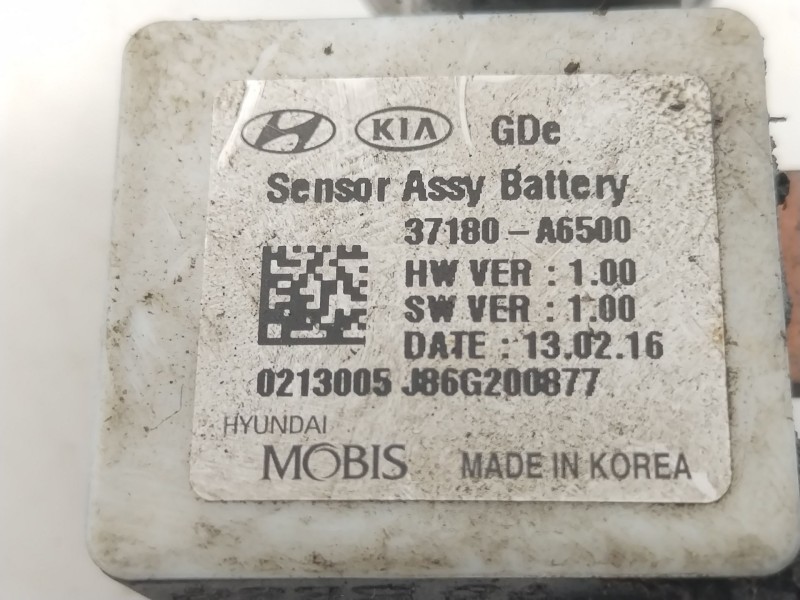 KIA GDe
Sensor Assy Battery
37180-A6500
HW VER : 1.00
SW VER : 1.00
DATE : 13.02.16
0213005 J86G200877
HYUNDAI
MOBIS MADE IN KOREA